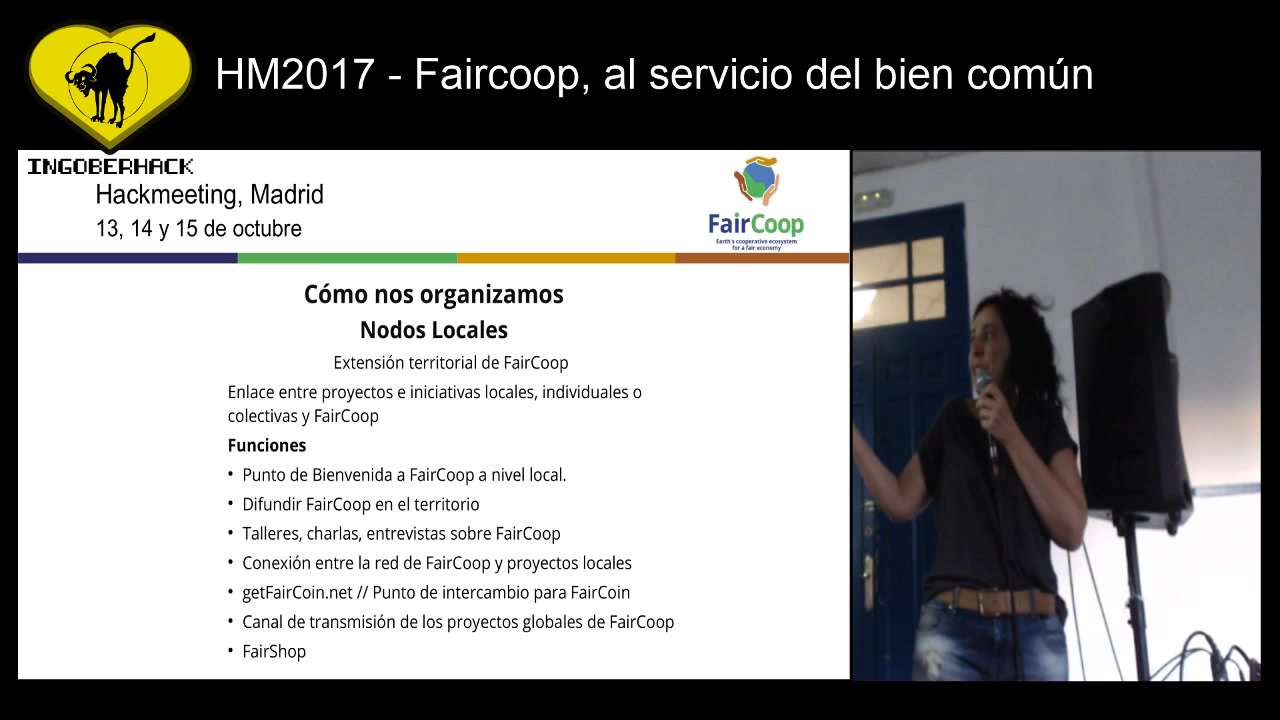 HM2017 - Faircoop, al servicio del bien común
INGOBERHACK
Hackmeeting, Madrid
13, 14 y 15 de octubre
FairCoop
Earth's cooperative ecosystem
for a fair economy
Cómo nos organizamos
Nodos Locales
Extensión territorial de FairCoop
Enlace entre proyectos e iniciativas locales, individuales o
colectivas y FairCoop
Funciones
• Punto de Bienvenida a FairCoop a nivel local.
• Difundir FairCoop en el territorio
• Talleres, charlas, entrevistas sobre FairCoop
• Conexión entre la red de FairCoop y proyectos locales
• getFairCoin.net // Punto de intercambio para FairCoin
• Canal de transmisión de los proyectos globales de FairCoop
• FairShop